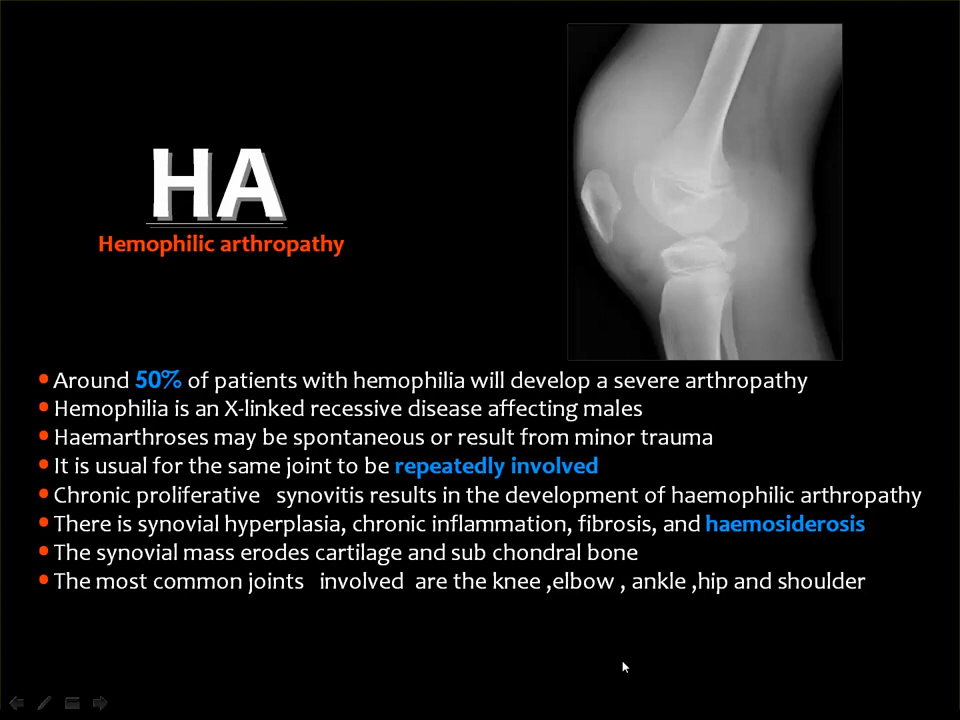 HA
Hemophilic arthropathy
• Around 50% of patients with hemophilia will develop a severe arthropathy
• Hemophilia is an X-linked recessive disease affecting males
• Haemarthroses may be spontaneous or result from minor trauma
• It is usual for the same joint to be repeatedly involved
• Chronic proliferative synovitis results in the development of haemophilic arthropathy
• There is synovial hyperplasia, chronic inflammation, fibrosis, and haemosiderosis
• The synovial mass erodes cartilage and sub chondral bone
• The most common joints involved are the knee ,elbow , ankle ,hip and shoulder